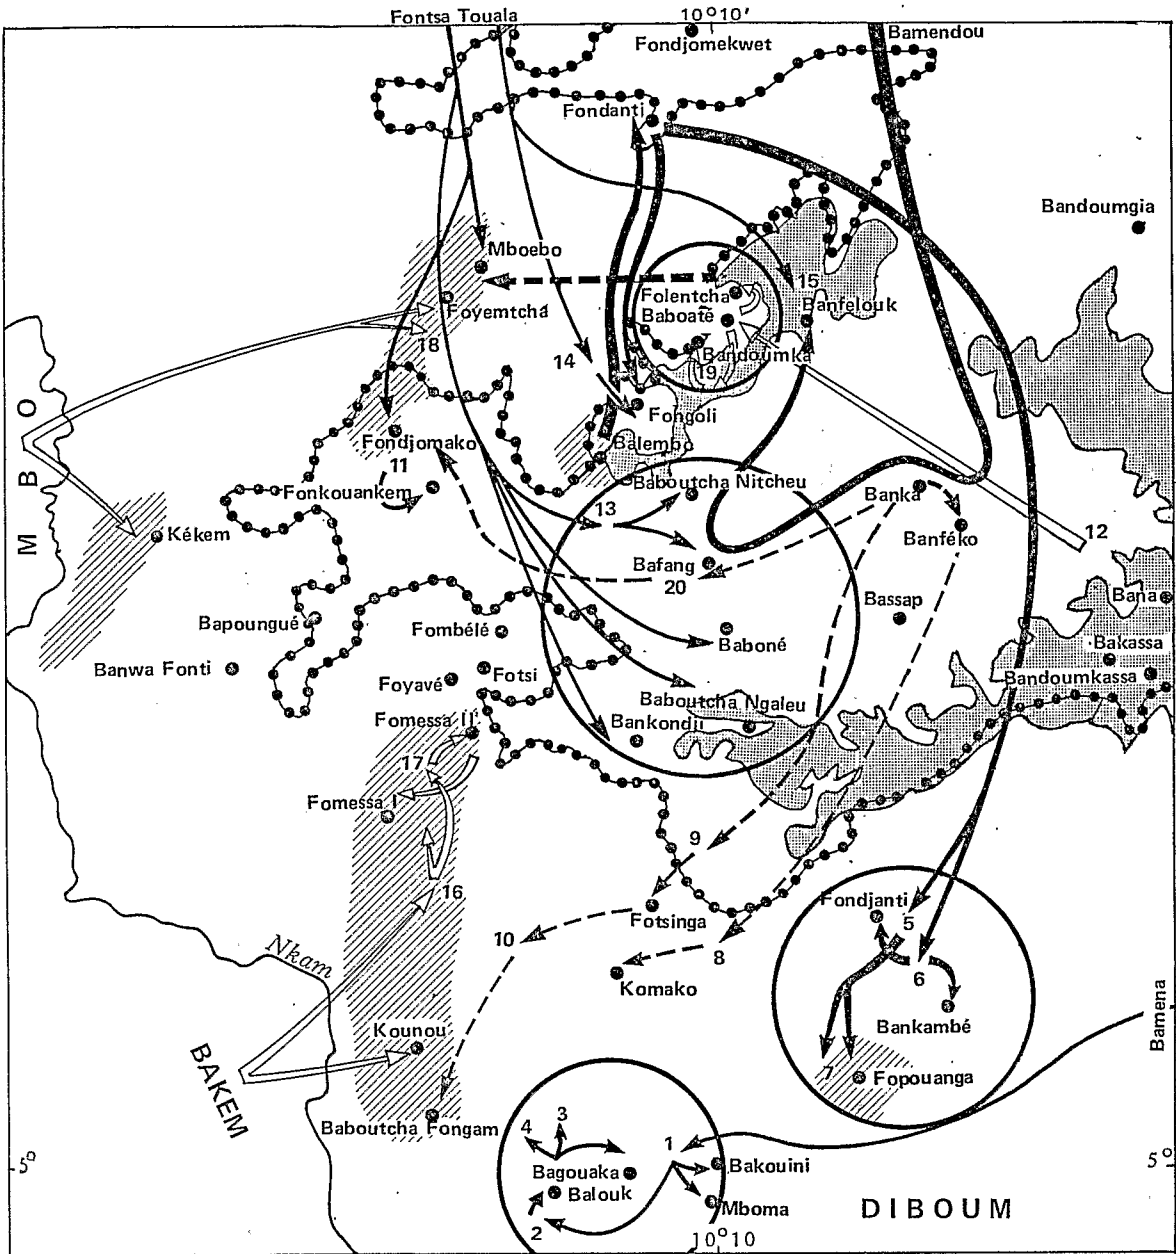 Fontsa Touala
10°10'
Fondjomekwet
Bamendou
Fondanti
Bandoumgia
Mboebo
15
Folentcha
Foyemtcha
Baboaté
Banfelouk
18
Bandoumka
14
19
MBO
Fongoli
Fondjomako
Balembo
11
Baboutcha Nitcheu
Fonkouankem
Banka
13
Kékem
Banféko
12
Bafang
20
Bana
Bassap
Bapoungué
Fombélé
Baboné
Bakassa
Banwa Fonti
Fotsi
Foyavé
Bandoumkassa
Baboutcha Ngaleu
Fomessa II
Bankondji
17
Fomessa I
9
16
Fondjanti
Fotsinga
5
10
Nkam
8
6
Komako
Bankambé
Kounou
Bamena
7
Fopouanga
BAKEM
Baboutcha Fongam
3
4
1
5°
Bakouini
5°
Bagouaka
Balouk
Mboma
DIBOUM
2
10°10